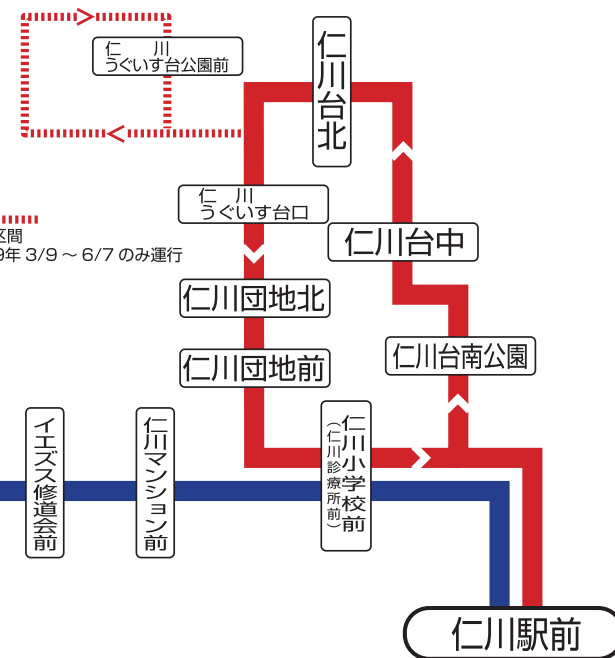 仁　川
うぐいす台公園前
仁川台北
仁　川
うぐいす台口
仁川台中
区間
9年 3/9 ～ 6/7 のみ運行
仁川団地北
仁川団地前
仁川台南公園
イエズス修道会前
仁川マンション前
仁川小学校前
（仁川診療所前）
仁川駅前